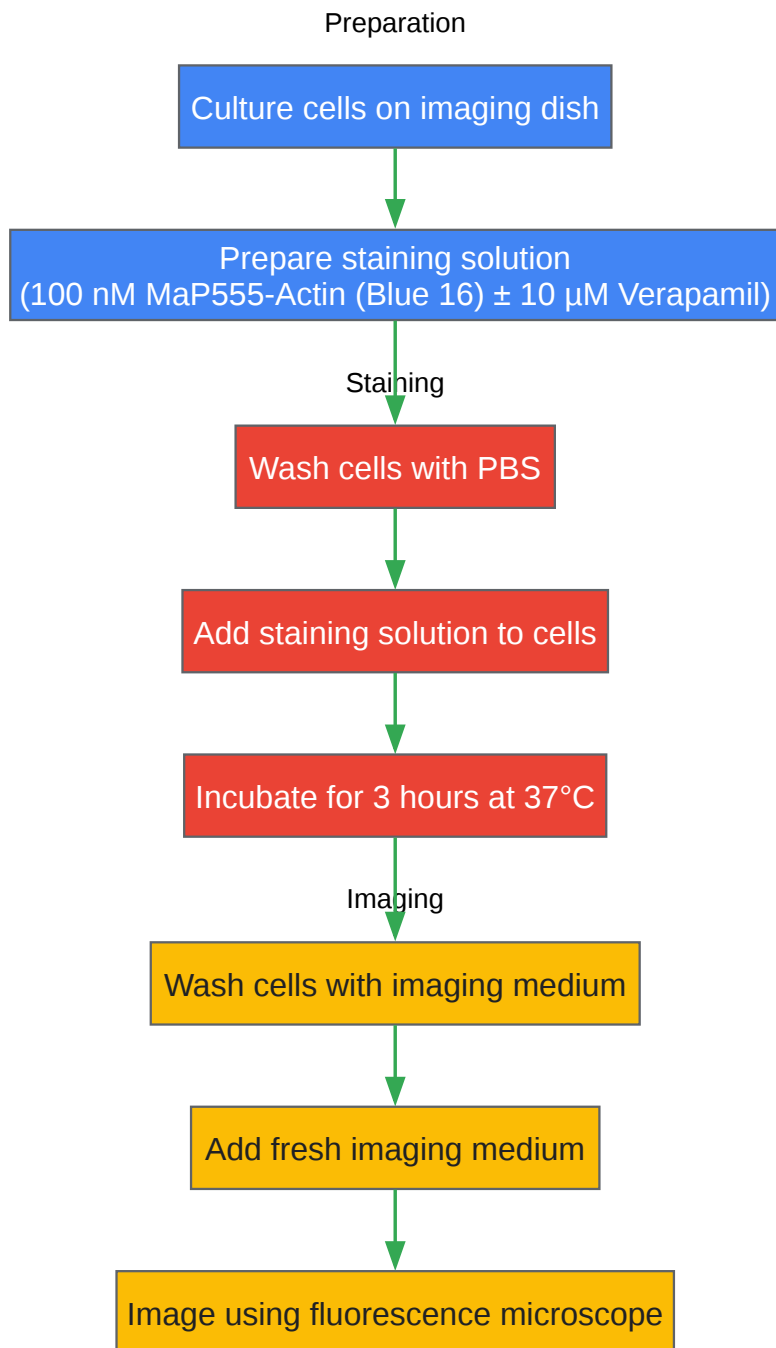 Preparation
Culture cells on imaging dish
Prepare staining solution
(100 nM MaP555-Actin (Blue 16) ± 10 µM Verapamil)
Staining
Wash cells with PBS
Add staining solution to cells
Incubate for 3 hours at 37°C
Imaging
Wash cells with imaging medium
Add fresh imaging medium
Image using fluorescence microscope